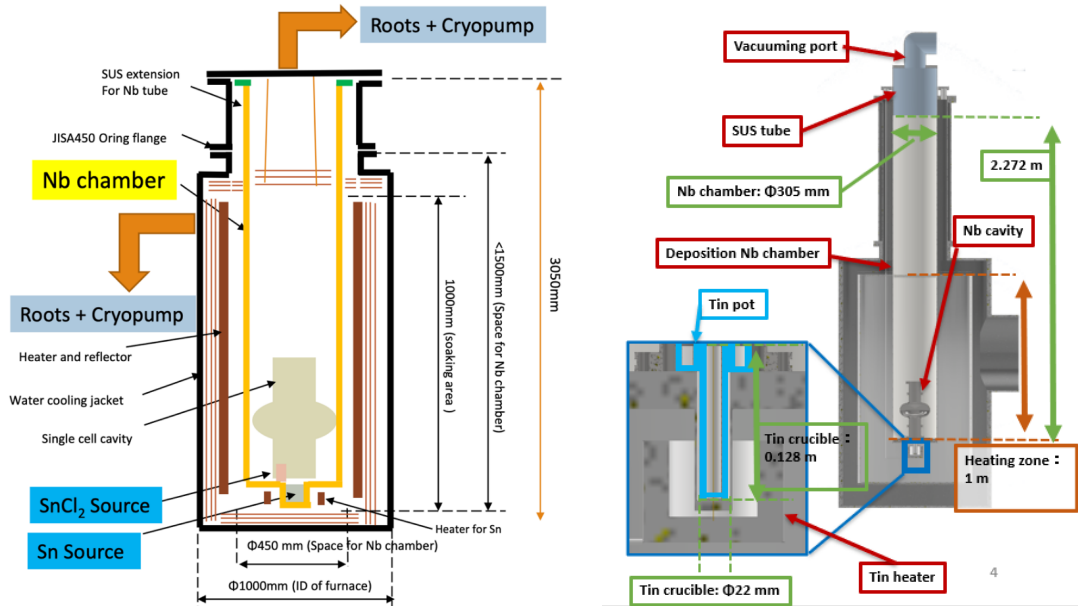 Roots + Cryopump
SUS extension
For Nb tube
JISA450 Oring flange
Nb chamber
Roots + Cryopump
Heater and reflector
Water cooling jacket
Single cell cavity
SnCl₂ Source
Sn Source
1000mm (soaking area )
<1500mm (Space for Nb chamber)
3050mm
Heater for Sn
Φ450 mm (Space for Nb chamber)
Φ1000mm (ID of furnace)
Vacuuming port
SUS tube
Nb chamber: Φ305 mm
2.272 m
Nb cavity
Deposition Nb chamber
Tin pot
Tin crucible：
0.128 m
Heating zone：
1 m
Tin crucible: Φ22 mm
Tin heater
4